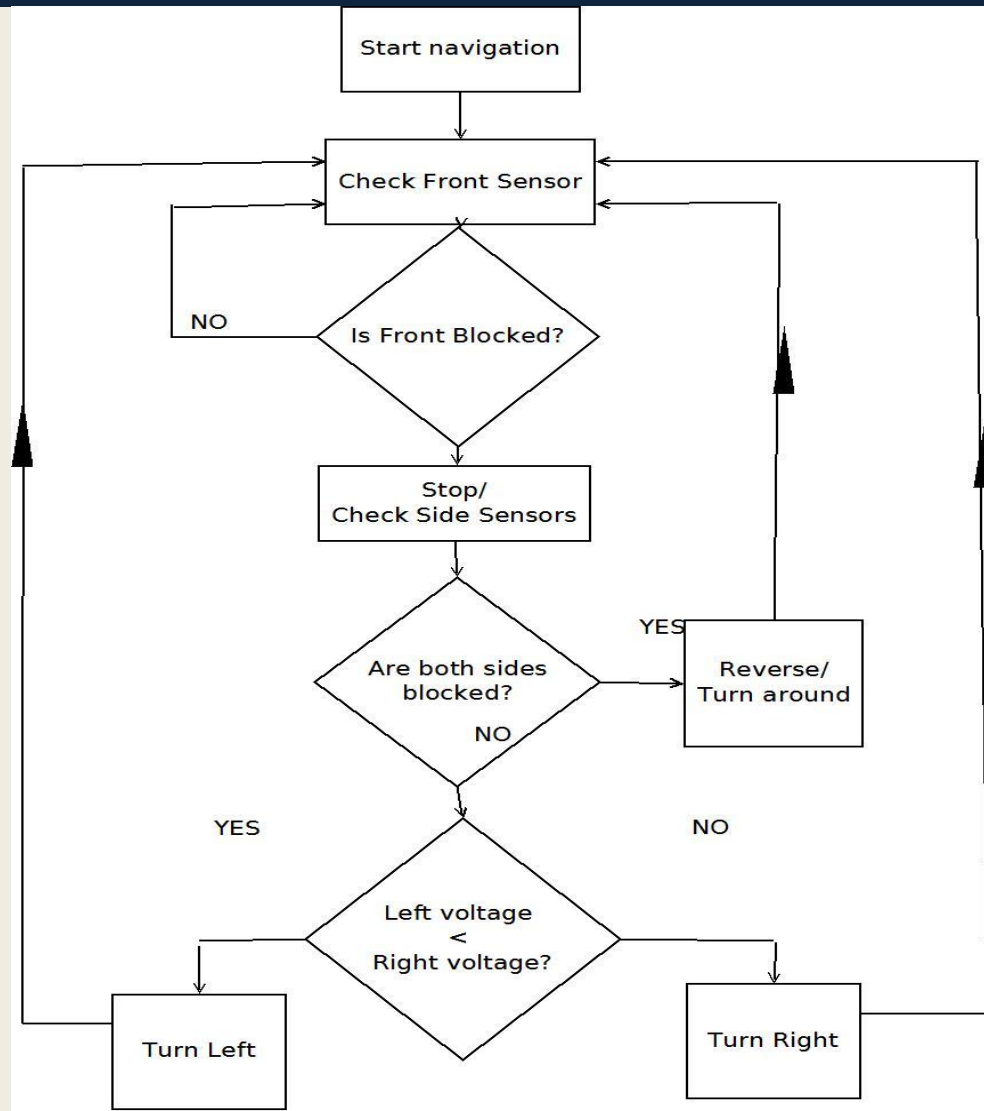 Start navigation
Check Front Sensor
NO
Is Front Blocked?
Stop/
Check Side Sensors
YES
Are both sides
blocked?
Reverse/
Turn around
NO
YES
NO
Left voltage
<
Right voltage?
Turn Left
Turn Right